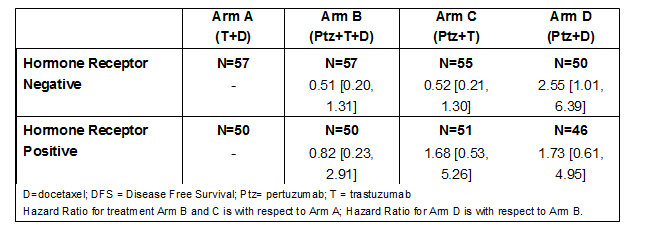 Arm A Arm B Arm C Arm D
(T+D) (Ptz+T+D) (Ptz+T) (Ptz+D)
Hormone Receptor N=57 N=57 N=55 N=50
Negative - 0.51 [0.20, 0.52 [0.21, 2.55 [1.01,
1.31] 1.30] 6.39]
Hormone Receptor N=50 N=50 N=51 N=46
Positive - 0.82 [0.23, 1.68 [0.53, 1.73 [0.61,
2.91] 5.26] 4.95]
D=docetaxel; DFS = Disease Free Survival; Ptz= pertuzumab; T = trastuzumab
Hazard Ratio for treatment Arm B and C is with respect to Arm A; Hazard Ratio for Arm D is with respect to Arm B.